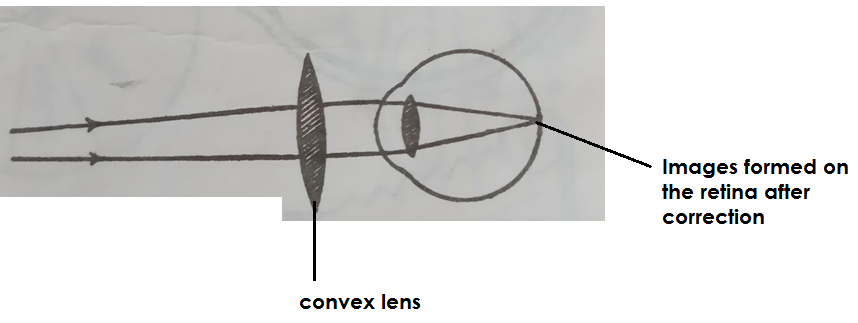 Images formed on
the retina after
correction
convex lens